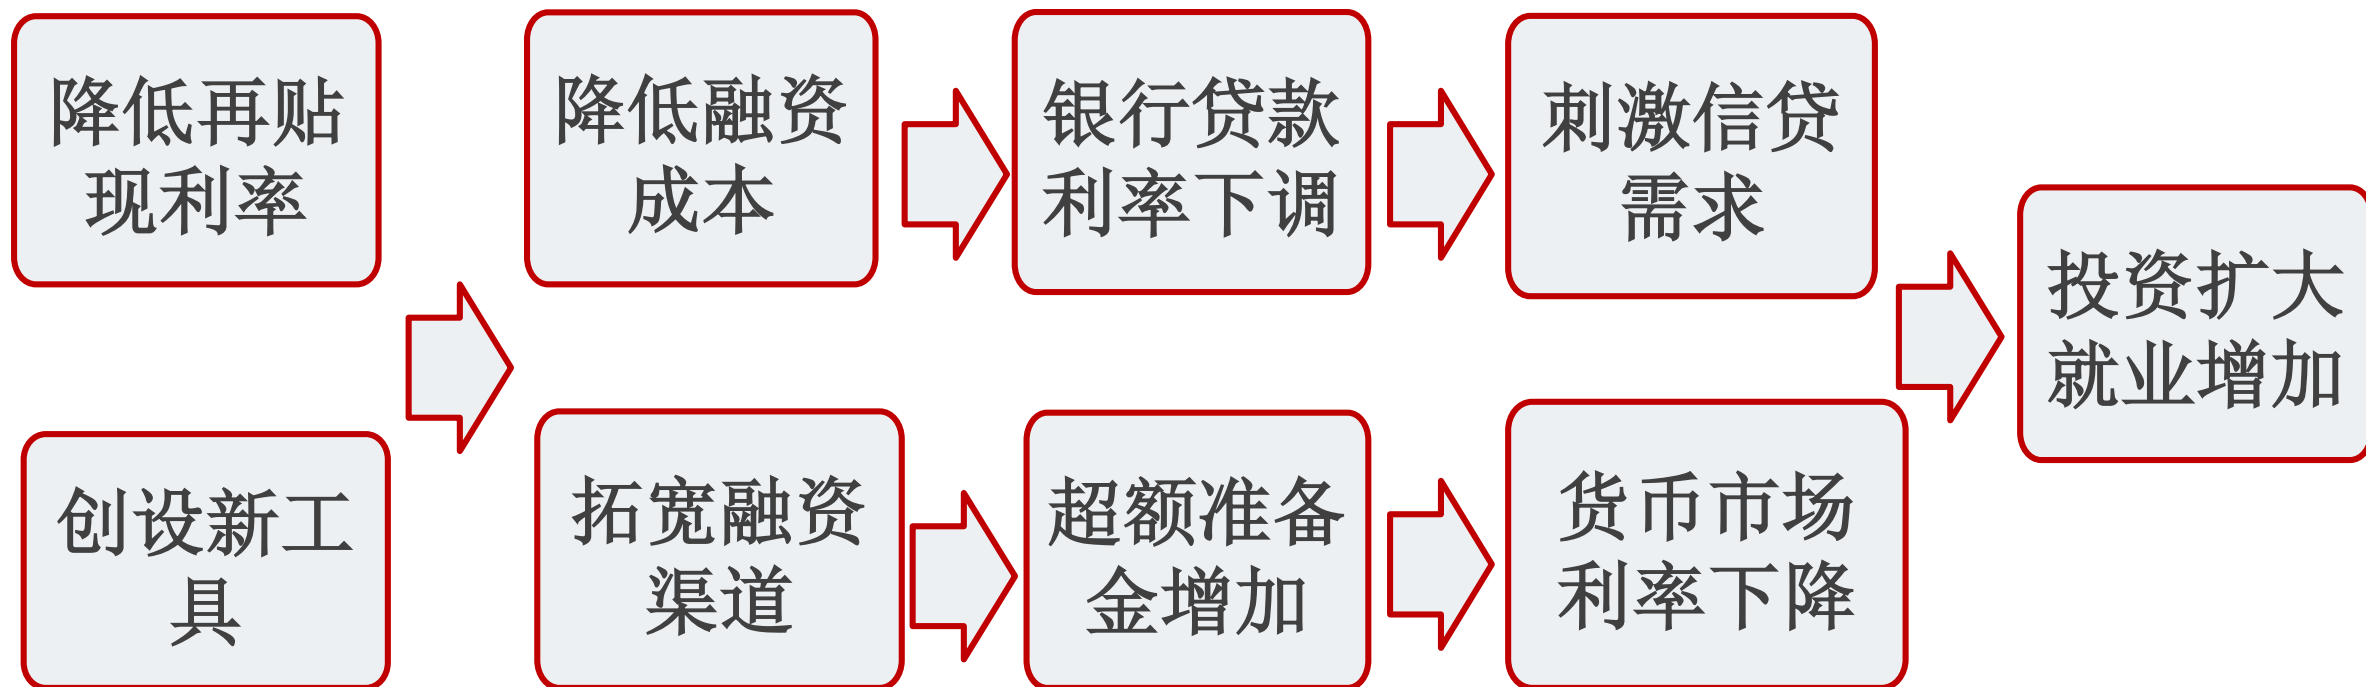 降低再贴
现利率
降低融资
成本
银行贷款
利率下调
刺激信贷
需求
投资扩大
就业增加
创设新工
具
拓宽融资
渠道
超额准备
金增加
货币市场
利率下降